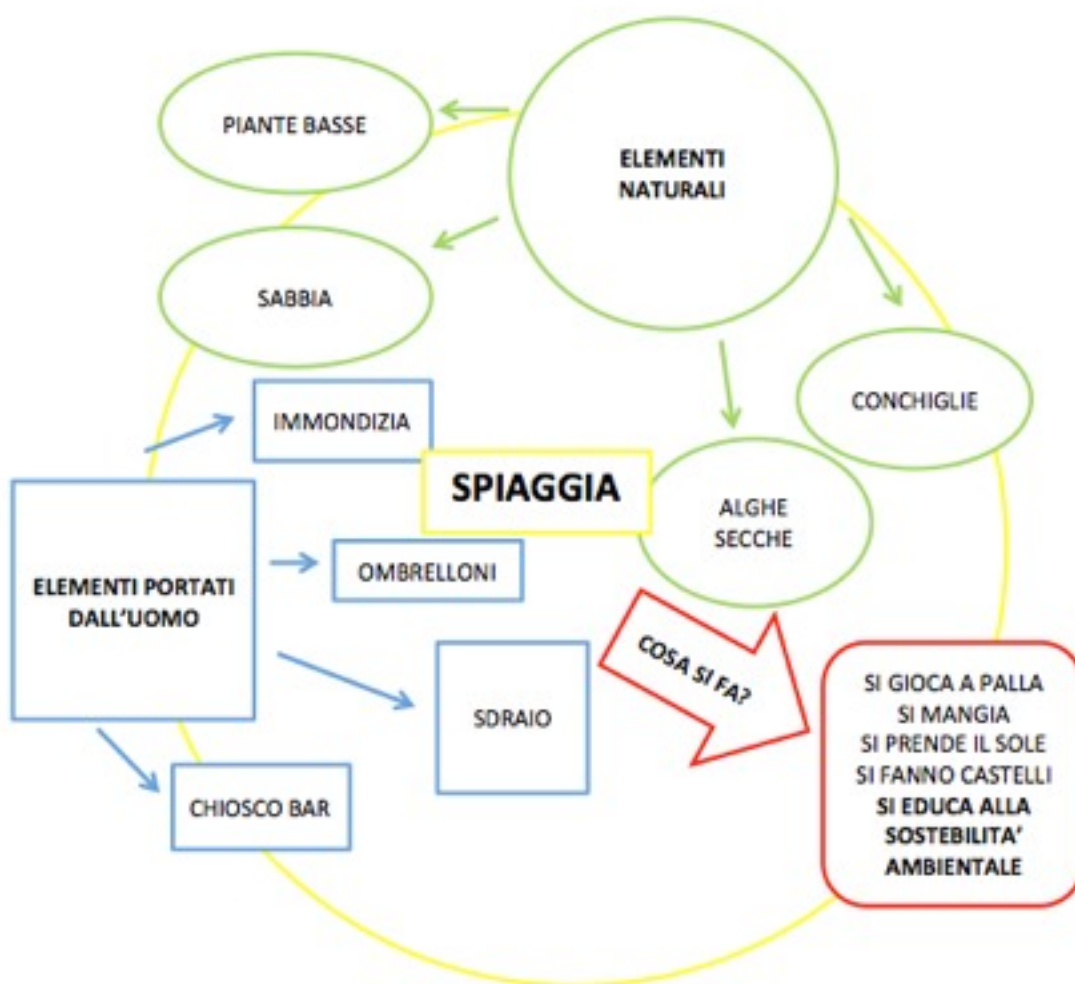 PIANTE BASSE
ELEMENTI
NATURALI
SABBIA
CONCHIGLIE
IMMONDIZIA
SPIAGGIA
ALGHE
SECCHE
ELEMENTI PORTATI
DALL'UOMO
OMBRELLONI
SDRAIO
CHIOSCO BAR
COSA SI FA?
SI GIOCA A PALLA
SI MANGIA
SI PRENDE IL SOLE
SI FANNO CASTELLI
SI EDUCA ALLA
SOSTEBILITA'
AMBIENTALE